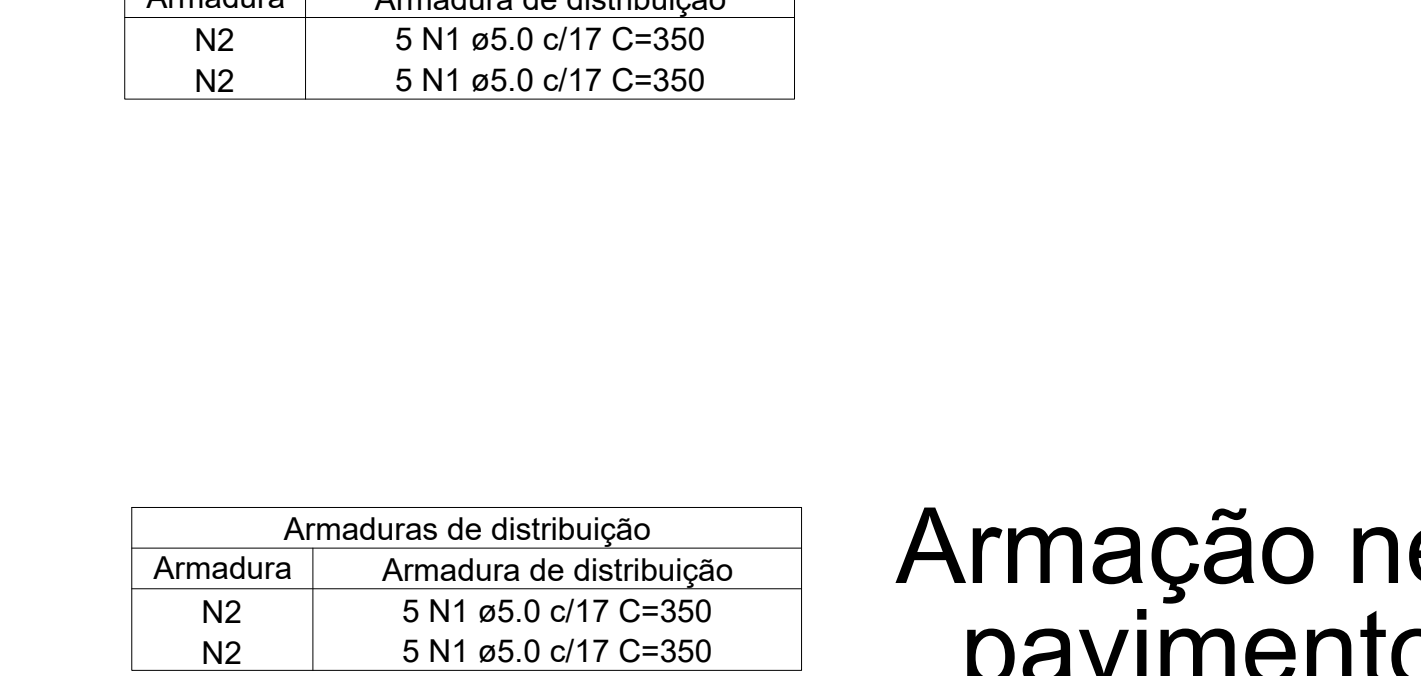 Armadura Armadura de distribuição
N2 5 N1 ø5.0 c/17 C=350
N2 5 N1 ø5.0 c/17 C=350
Armaduras de distribuição
Armadura Armadura de distribuição
N2 5 N1 ø5.0 c/17 C=350
N2 5 N1 ø5.0 c/17 C=350
Armação ne
pavimento